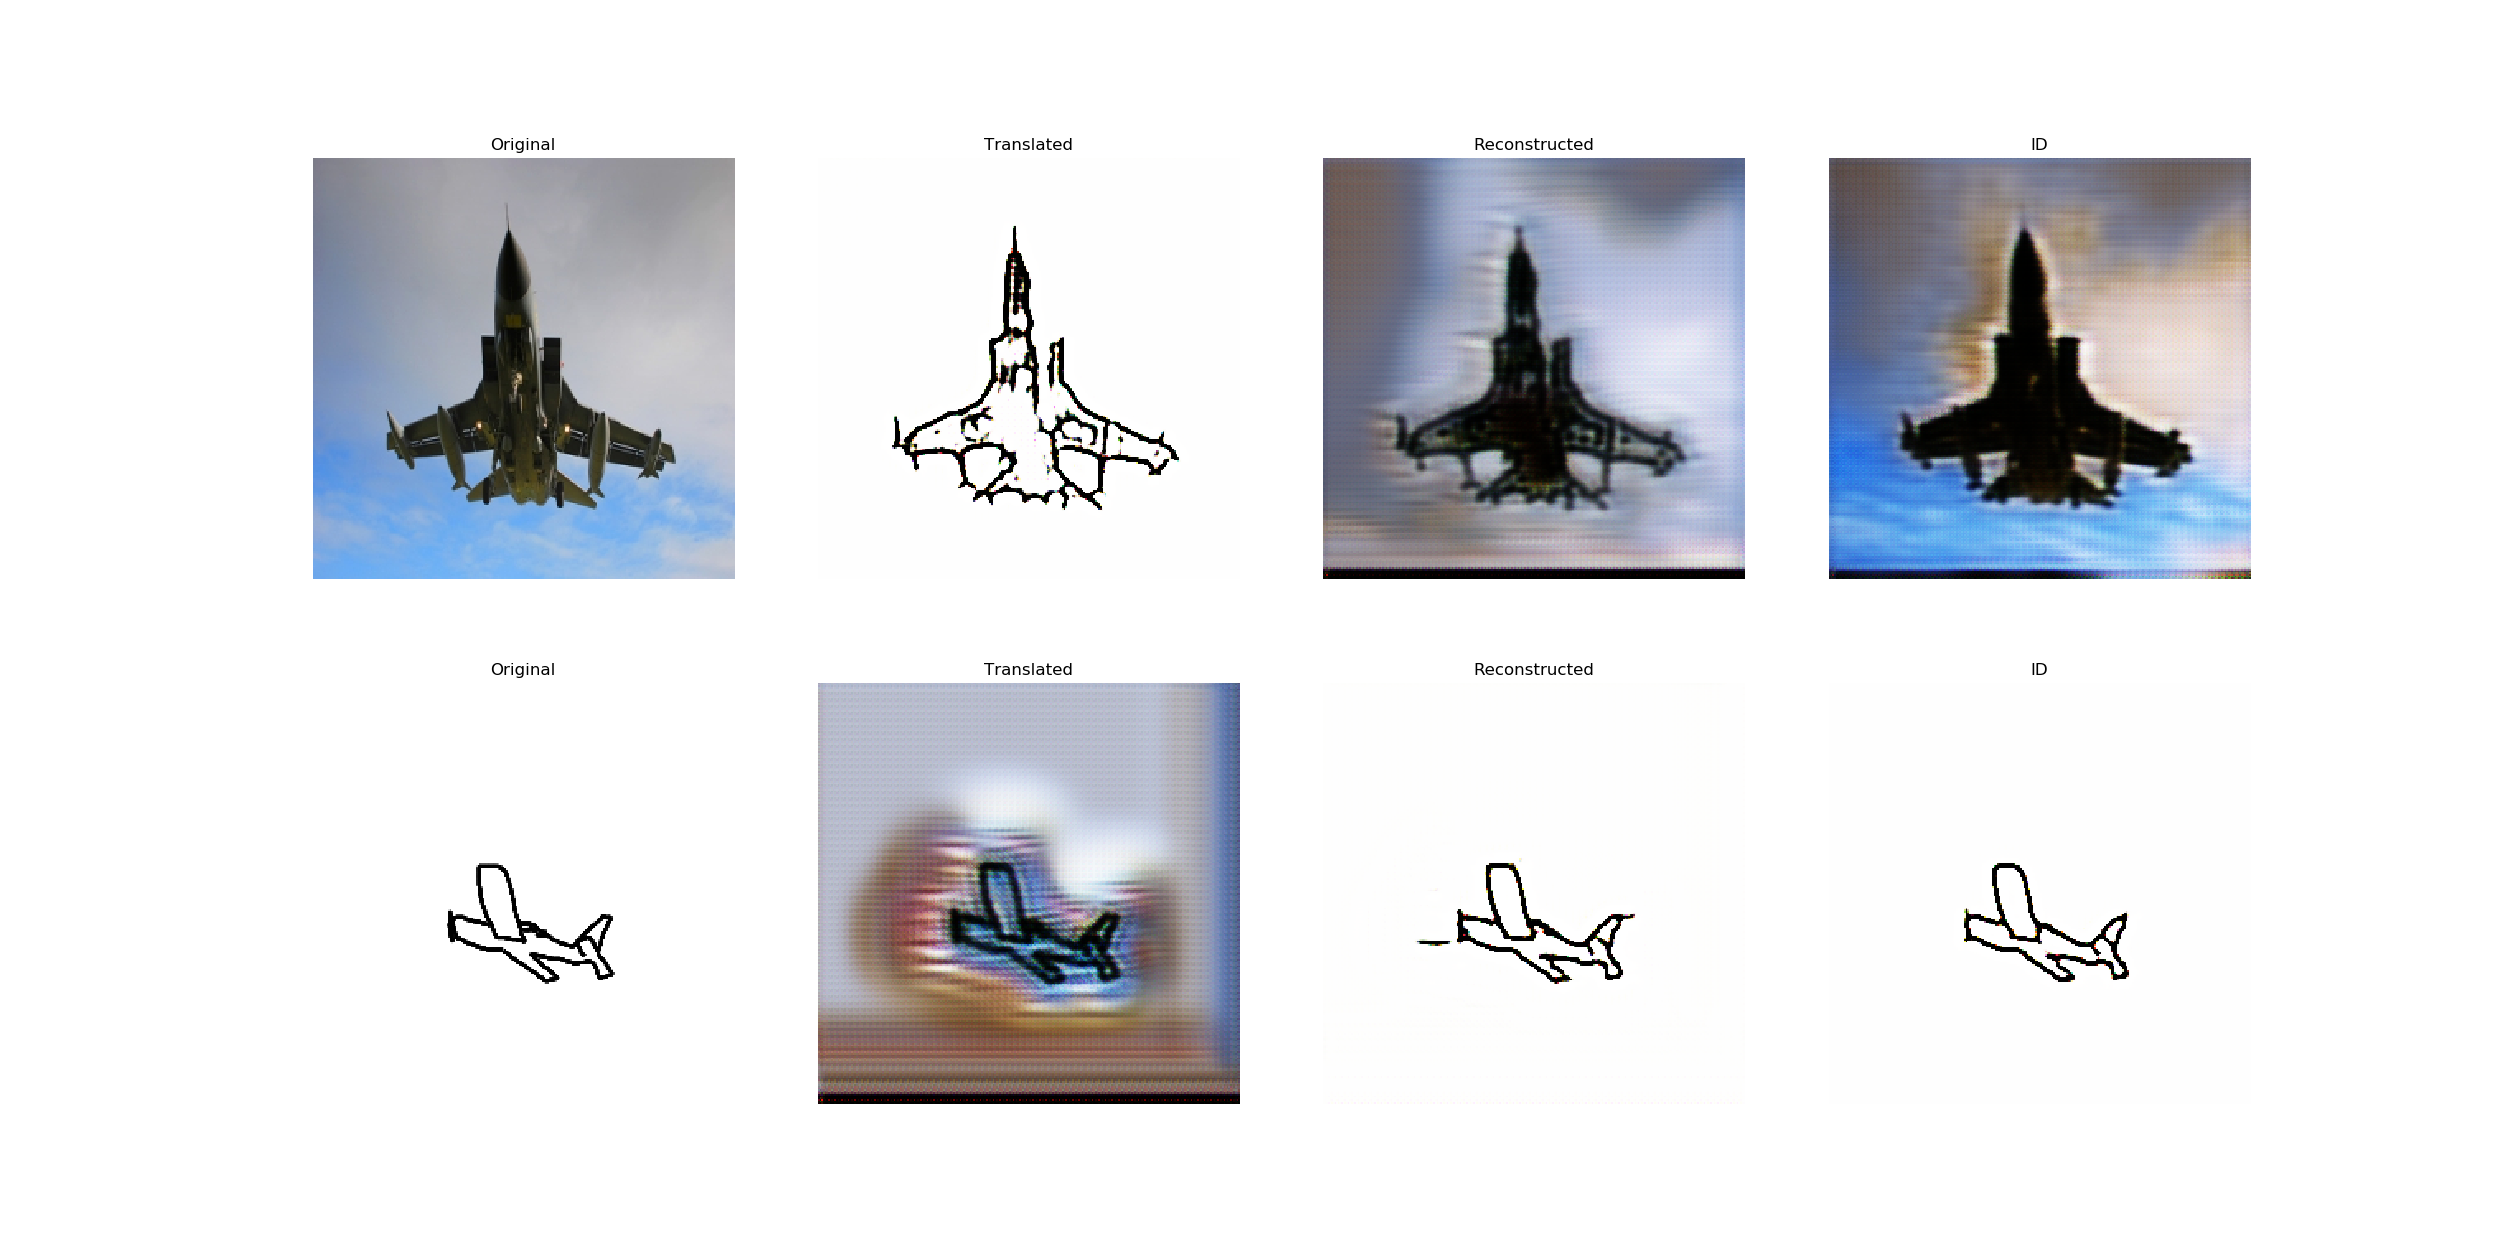 Original
Translated
Reconstructed
ID
Original
Translated
Reconstructed
ID